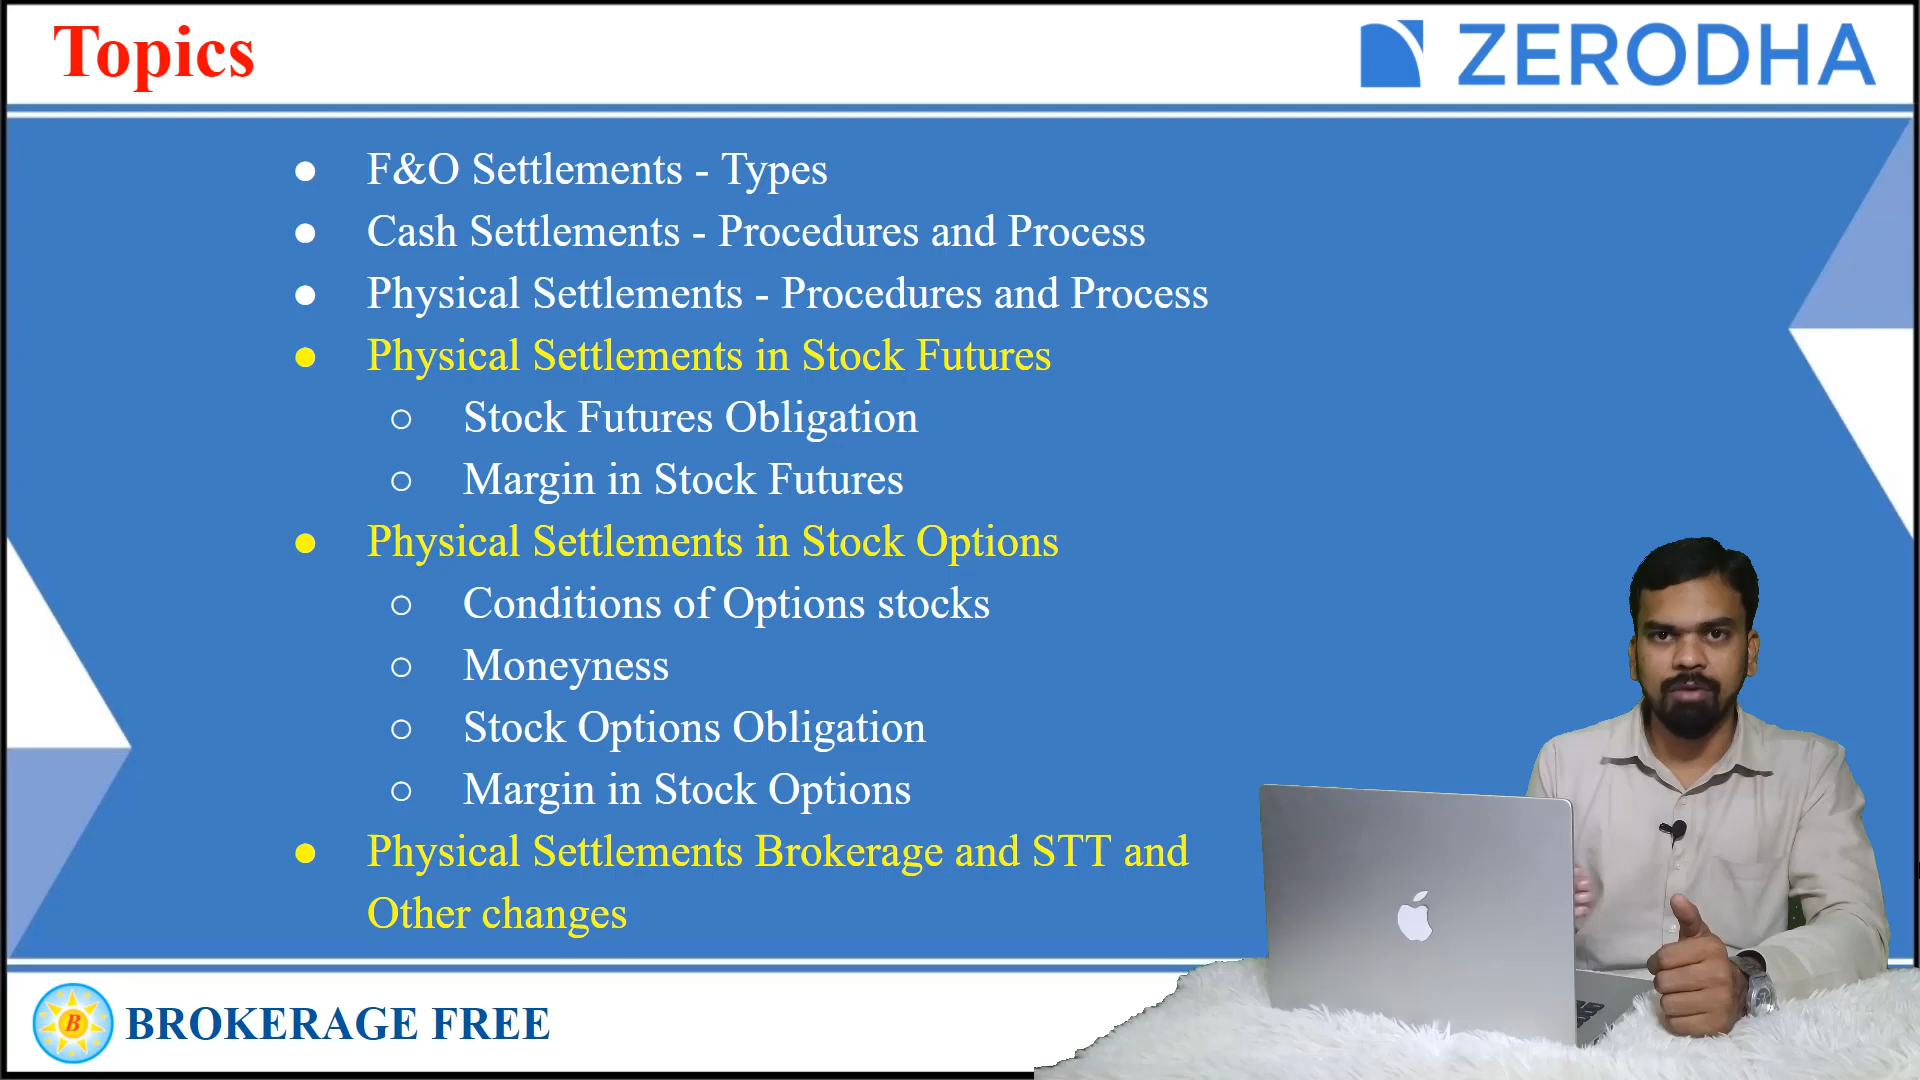 Topics
ZERODHA
● F&O Settlements - Types
● Cash Settlements - Procedures and Process
● Physical Settlements - Procedures and Process
● Physical Settlements in Stock Futures
○ Stock Futures Obligation
○ Margin in Stock Futures
● Physical Settlements in Stock Options
○ Conditions of Options stocks
○ Moneyness
○ Stock Options Obligation
○ Margin in Stock Options
● Physical Settlements Brokerage and STT and
Other changes
B BROKERAGE FREE